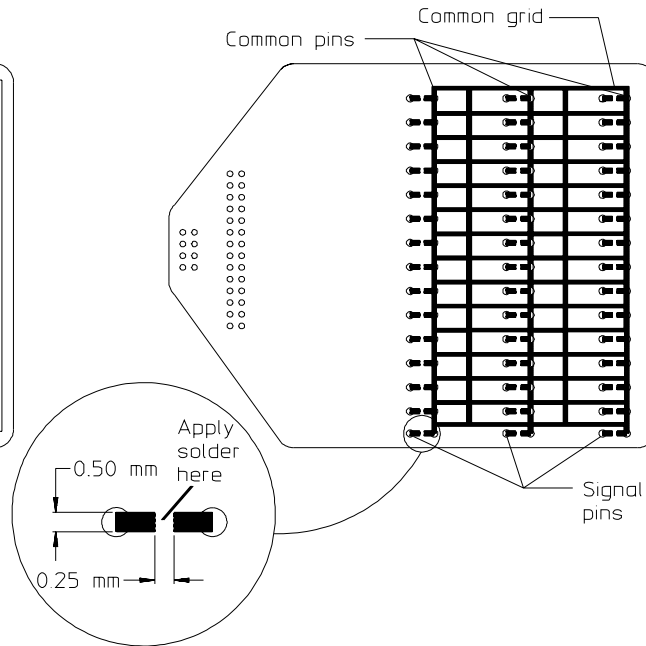 Common grid
Common pins
Apply
solder
here
0.50 mm
0.25 mm
Signal
pins